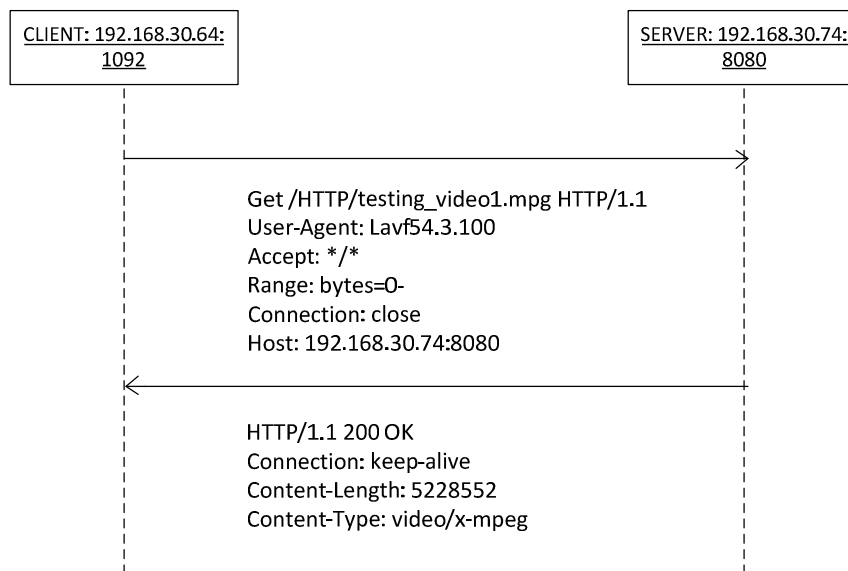 CLIENT: 192.168.30.64:
1092
SERVER: 192.168.30.74:
8080
Get /HTTP/testing_video1.mpg HTTP/1.1
User-Agent: Lavf54.3.100
Accept: */*
Range: bytes=0-
Connection: close
Host: 192.168.30.74:8080
HTTP/1.1 200 OK
Connection: keep-alive
Content-Length: 5228552
Content-Type: video/x-mpeg